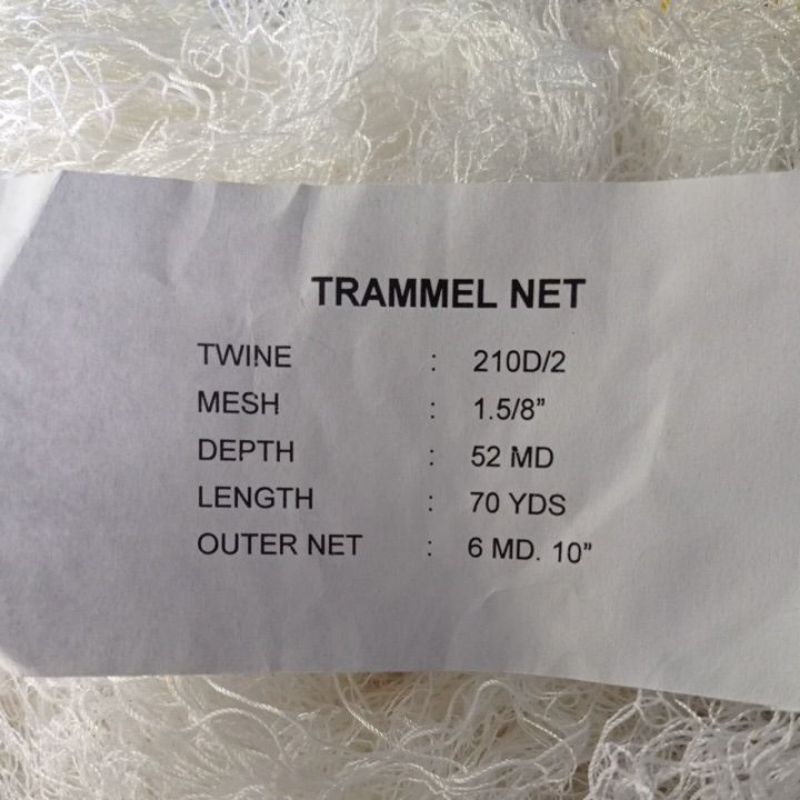 TRAMMEL NET
TWINE : 210D/2
MESH : 1.5/8”
DEPTH : 52 MD
LENGTH : 70 YDS
OUTER NET : 6 MD. 10”